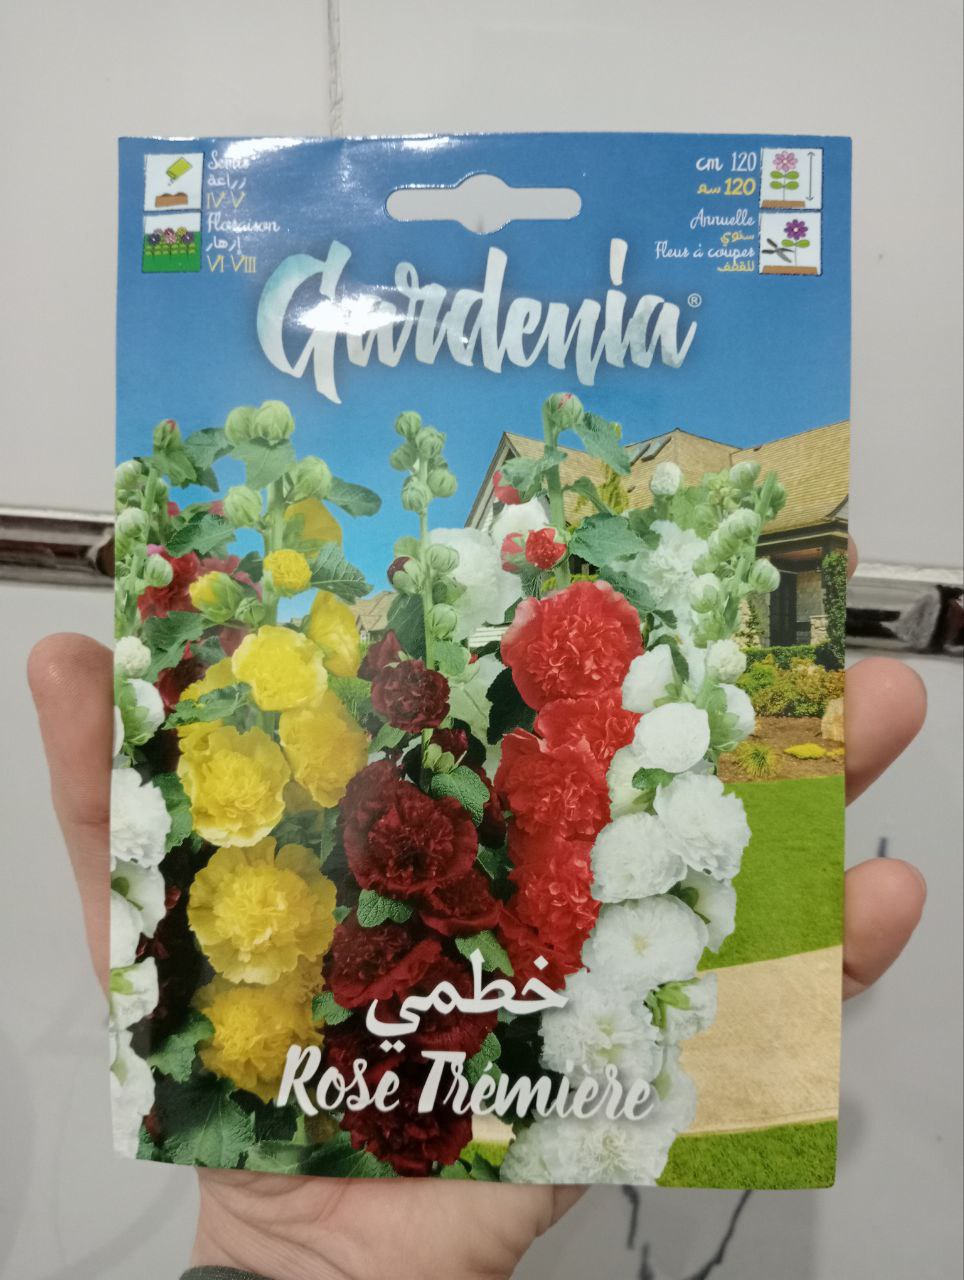 Semis
زراعة
IV-V
Floraison
إزهار
VI-VIII
cm 120
120 سم
Annuelle
سنوي
Fleur à couper
للقطف
Gardenia®
خطمي
Rose Trémière